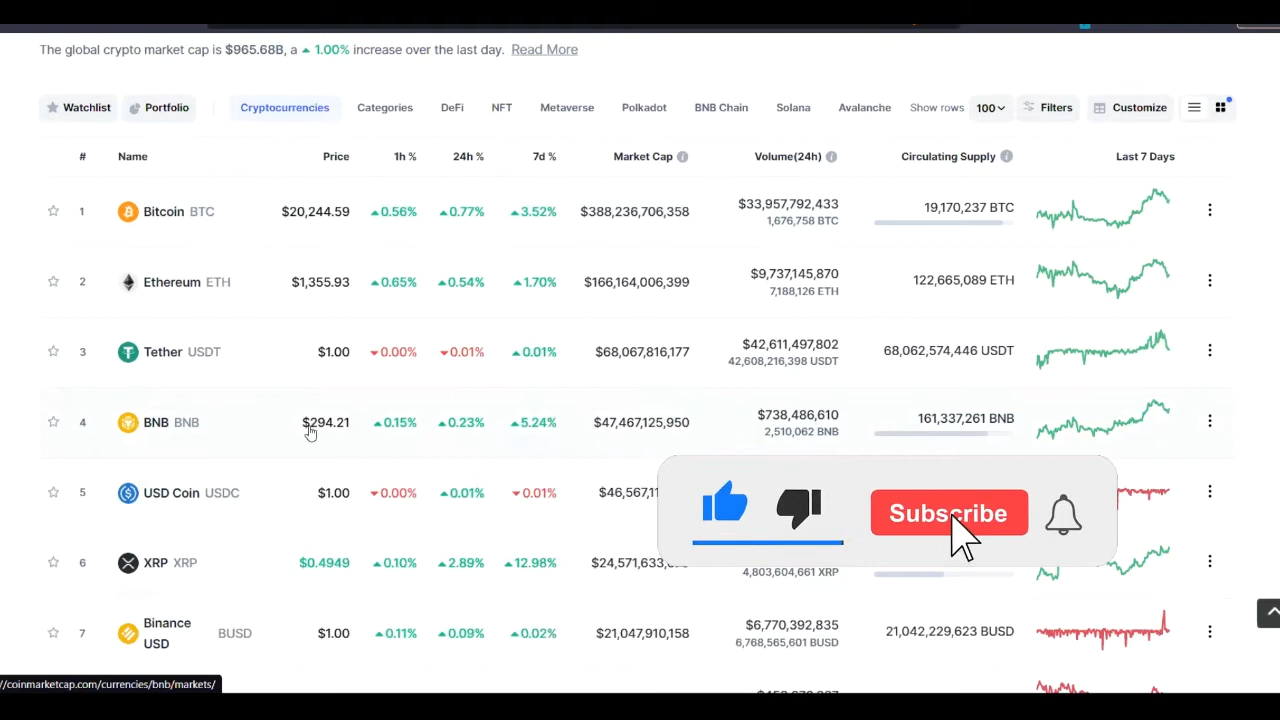 The global crypto market cap is $965.68B, a ▲ 1.00% increase over the last day. Read More
Watchlist Portfolio Cryptocurrencies Categories DeFi NFT Metaverse Polkadot BNB Chain Solana Avalanche Show rows 100 Filters Customize
# Name Price 1h % 24h % 7d % Market Cap Volume(24h) Circulating Supply Last 7 Days
1 Bitcoin BTC $20,244.59 ▲0.56% ▲0.77% ▲3.52% $388,236,706,358 $33,957,792,433 19,170,237 BTC
1,676,758 BTC
2 Ethereum ETH $1,355.93 ▲0.65% ▲0.54% ▲1.70% $166,164,006,399 $9,737,145,870 122,665,089 ETH
7,188,126 ETH
3 Tether USDT $1.00 ▼0.00% ▼0.01% ▲0.01% $68,067,816,177 $42,611,497,802 68,062,574,446 USDT
42,608,216,398 USDT
4 BNB BNB $294.21 ▲0.15% ▲0.23% ▲5.24% $47,467,125,950 $738,486,610 161,337,261 BNB
2,510,062 BNB
5 USD Coin USDC $1.00 ▼0.00% ▲0.01% ▼0.01%
Subscribe
6 XRP XRP $0.4949 ▲0.10% ▲2.89% ▲12.98%
4,803,604,661 XRP
7 Binance USD BUSD $1.00 ▲0.11% ▲0.09% ▲0.02% $21,047,910,158 $6,770,392,835 21,042,229,623 BUSD
6,768,565,601 BUSD
//coinmarketcap.com/currencies/bnb/markets/